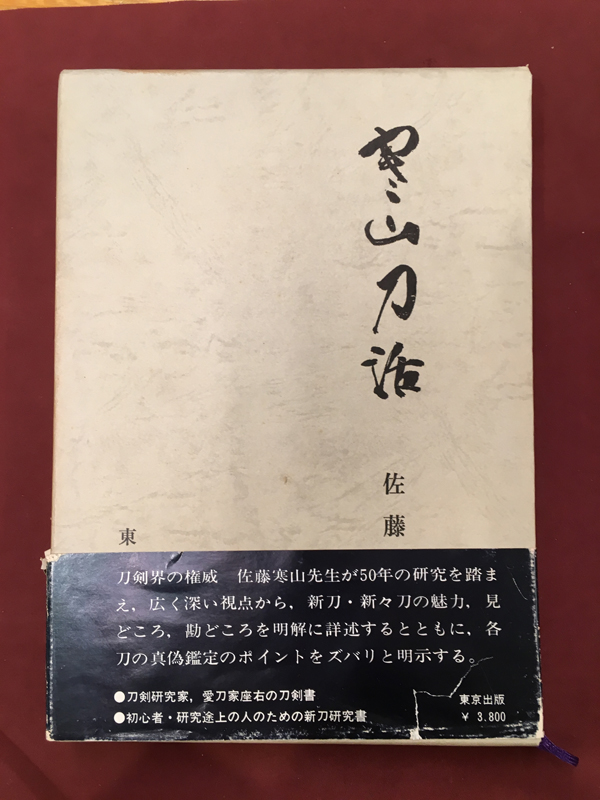 寒山刀話
佐藤
東
刀剣界の権威 佐藤寒山先生が50年の研究を踏ま
え，広く深い視点から，新刀・新々刀の魅力，見
どころ，勘どころを明解に詳述するとともに，各
刀の真偽鑑定のポイントをズバリと明示する。
●刀剣研究家，愛刀家座右の刀剣書
●初心者・研究途上の人のための新刀研究書
東京出版
￥3.800